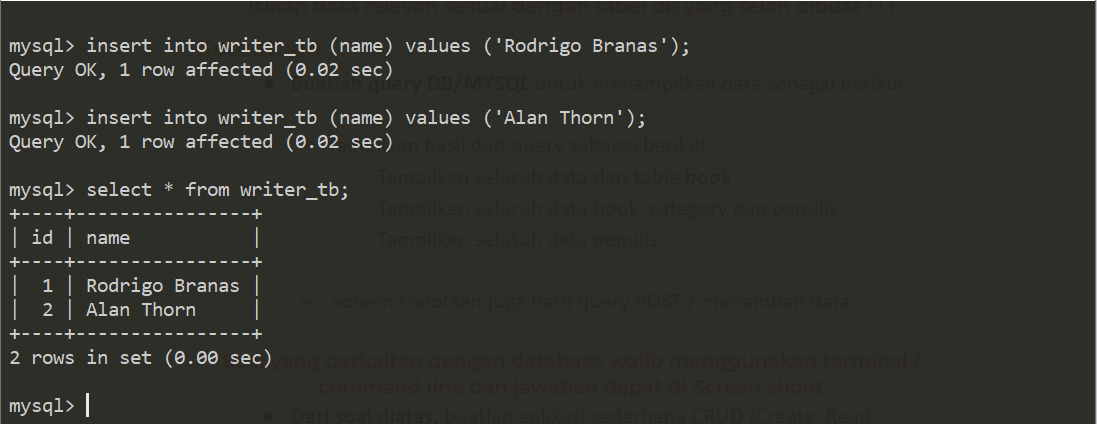 isikan data relevan sesuai dengan tabel db yang telah dibuat ! ! !
mysql> insert into writer_tb (name) values ('Rodrigo Branas');
Query OK, 1 row affected (0.02 sec)
● Buatlah query DB/MYSQL untuk menampilkan data sebagai berikut :
mysql> insert into writer_tb (name) values ('Alan Thorn');
Query OK, 1 row affected (0.02 sec)
hasil dari query sebagai berikut :
mysql> select * from writer_tb;
○ Tampilkan seluruh data dari table book
+----+----------------+
○ Tampilkan seluruh data book, category dan penulis
| id | name           |
○ Tampilkan selutuh data penulis
+----+----------------+
|  1 | Rodrigo Branas |
➢ Screen shootkan juga hasil query POST / menambah data.
|  2 | Alan Thorn     |
+----+----------------+
2 rows in set (0.00 sec)
yang berkaitan dengan database wajib menggunakan terminal /
command line dan jawaban dapat di Screen shoot
mysql>
● Dari soal diatas, buatlah aplikasi sederhana CRUD (Create, Read,